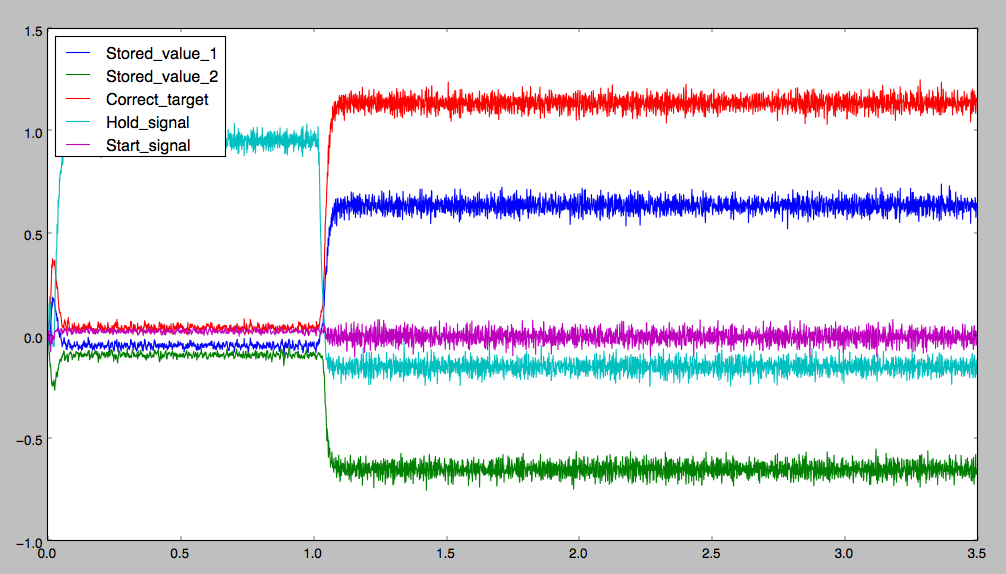 1.5
Stored_value_1
Stored_value_2
Correct_target
1.0
Hold_signal
Start_signal
0.5
0.0
−0.5
−1.0
0.0 0.5 1.0 1.5 2.0 2.5 3.0 3.5